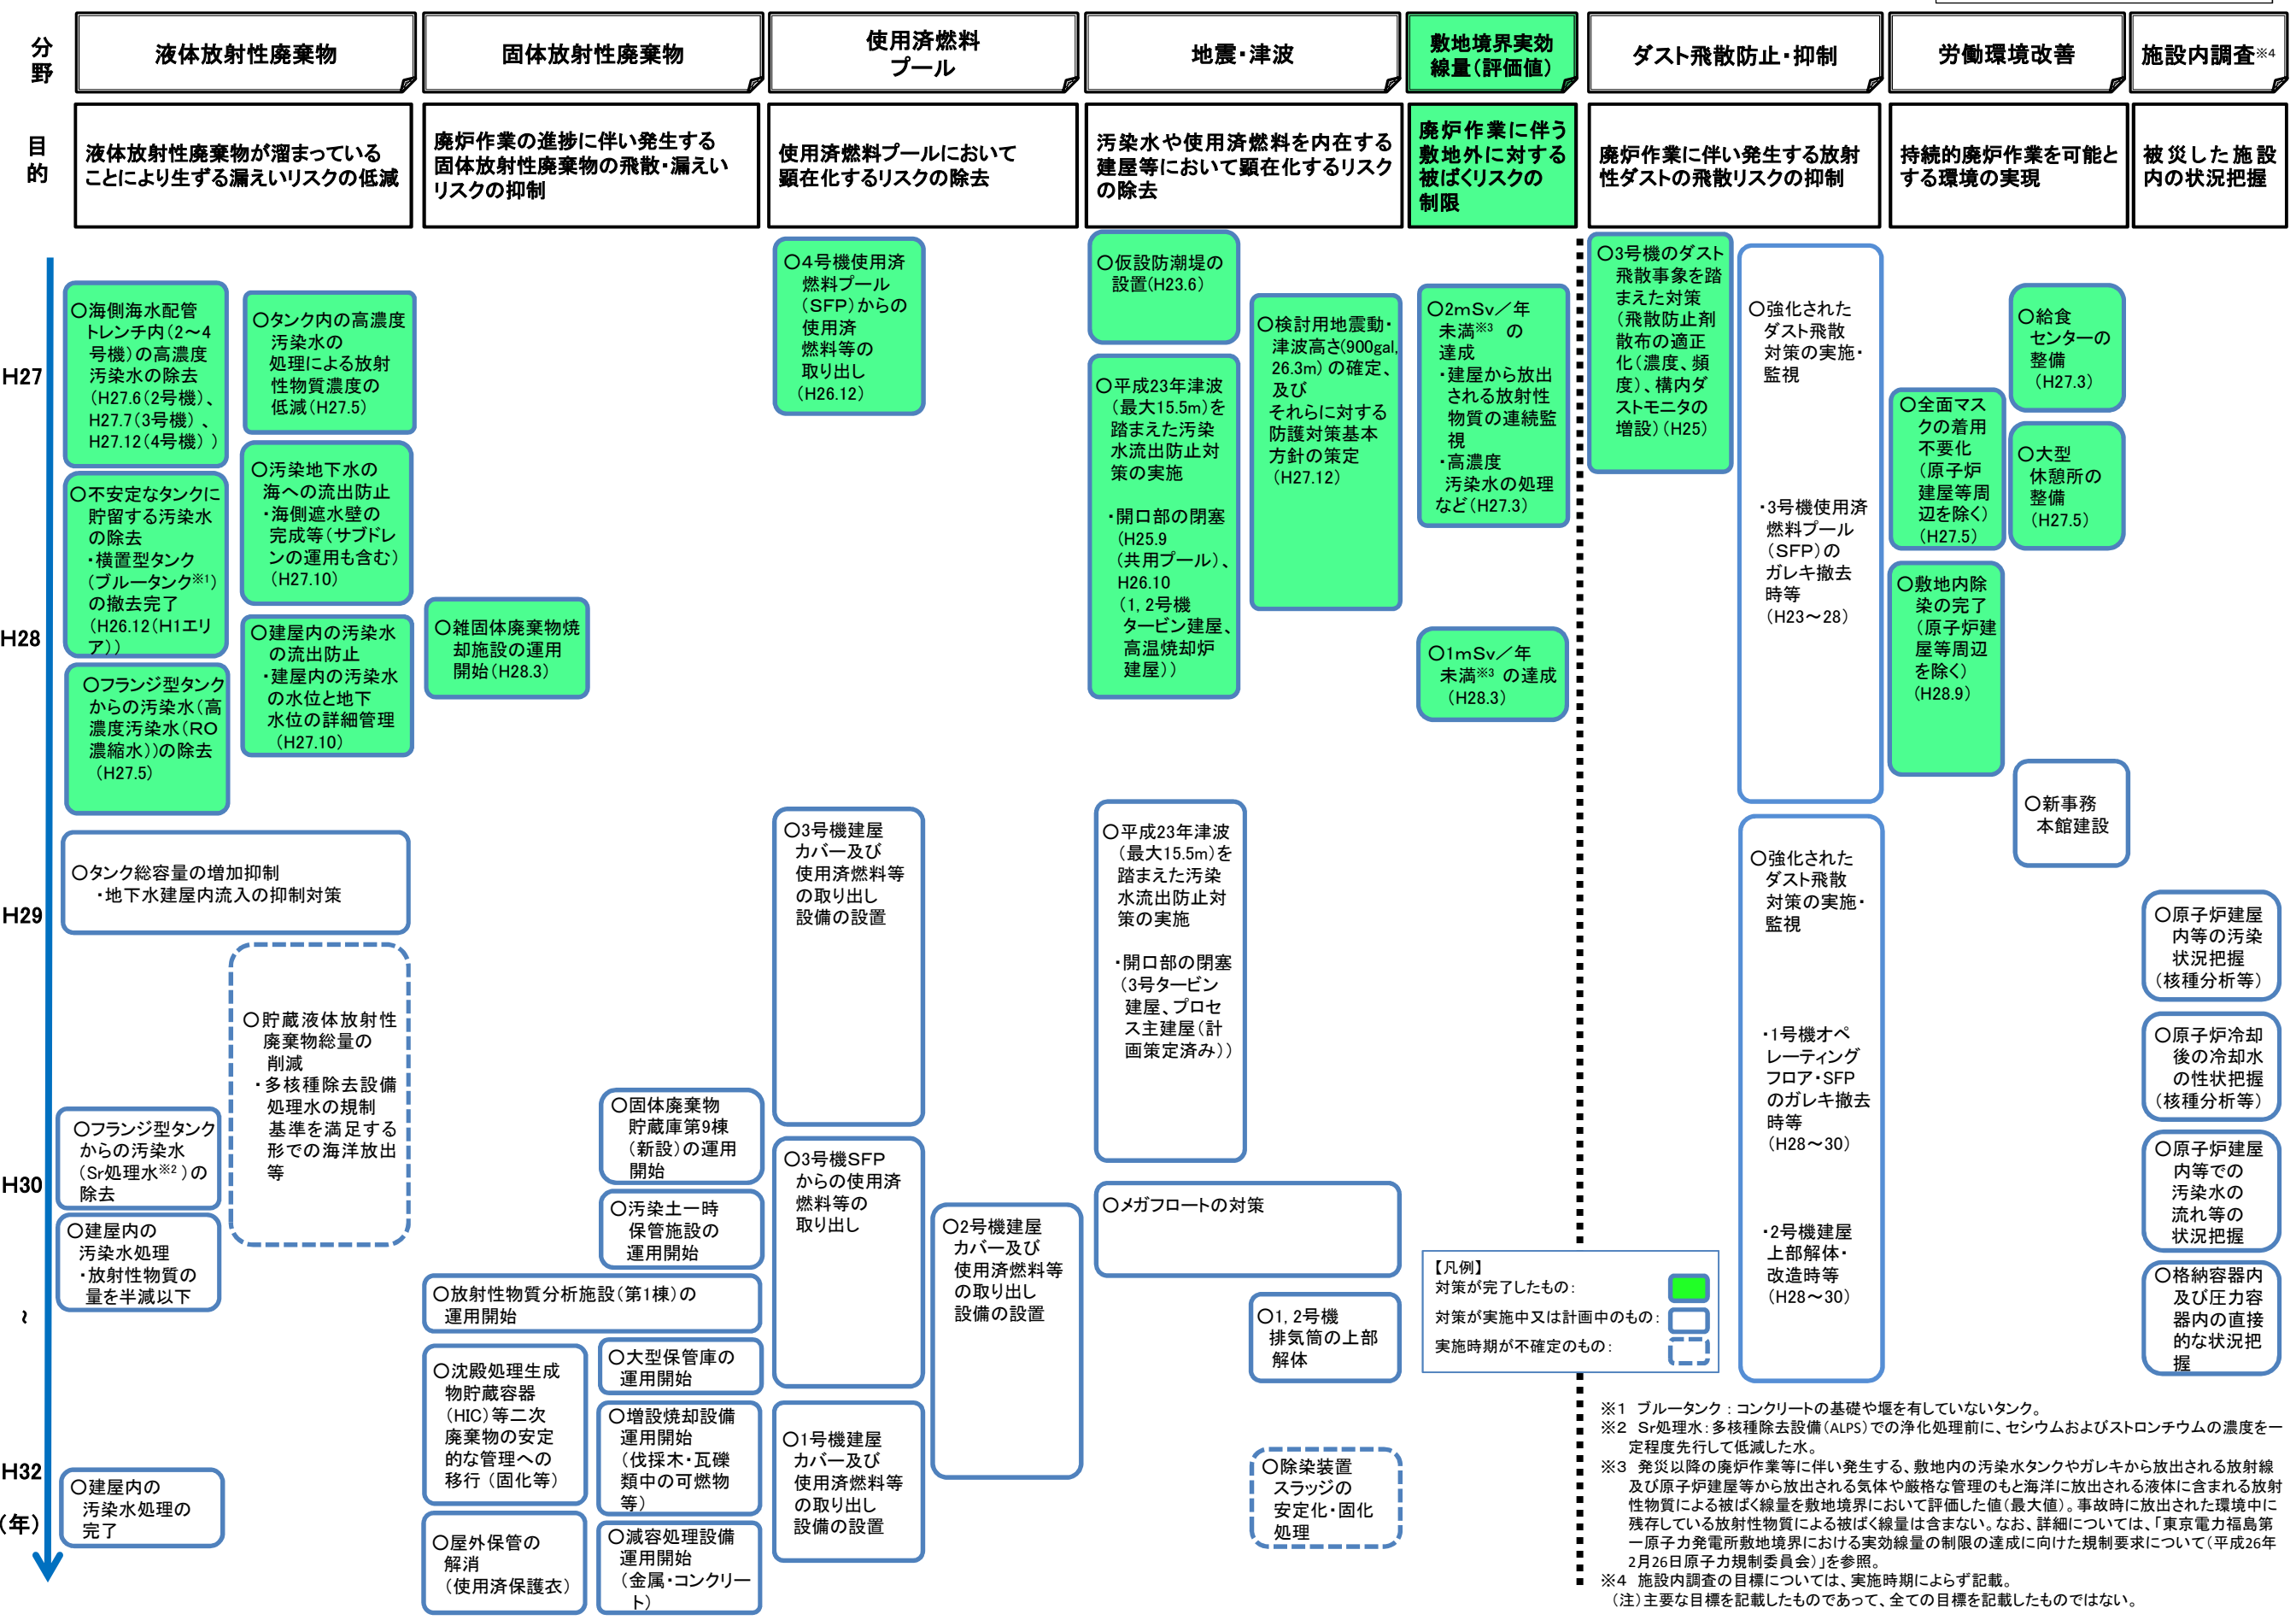 分
野
液体放射性廃棄物
固体放射性廃棄物
使用済燃料
プール
地震・津波
敷地境界実効
線量(評価値)
ダスト飛散防止・抑制
労働環境改善
施設内調査※4
目
的
液体放射性廃棄物が溜まっている
ことにより生ずる漏えいリスクの低減
廃炉作業の進捗に伴い発生する
固体放射性廃棄物の飛散・漏えい
リスクの抑制
使用済燃料プールにおいて
顕在化するリスクの除去
汚染水や使用済燃料を内在する
建屋等において顕在化するリスク
の除去
廃炉作業に伴う
敷地外に対する
被ばくリスクの
制限
廃炉作業に伴い発生する放射
性ダストの飛散リスクの抑制
持続的廃炉作業を可能と
する環境の実現
被災した施設
内の状況把握
H27
H28
H29
H30
~
H32
(年)
○海側海水配管
トレンチ内(2~4
号機)の高濃度
汚染水の除去
(H27.6(2号機)、
H27.7(3号機)、
H27.12(4号機))
○タンク内の高濃度
汚染水の
処理による放射
性物質濃度の
低減(H27.5)
○不安定なタンクに
貯留する汚染水
の除去
・横置型タンク
(ブルータンク※1)
の撤去完了
(H26.12(H1エリ
ア))
○汚染地下水の
海への流出防止
・海側遮水壁の
完成等(サブドレ
ンの運用も含む)
(H27.10)
○フランジ型タンク
からの汚染水(高
濃度汚染水(RO
濃縮水))の除去
(H27.5)
○建屋内の汚染水
の流出防止
・建屋内の汚染水
の水位と地下
水位の詳細管理
(H27.10)
○タンク総容量の増加抑制
・地下水建屋内流入の抑制対策
○貯蔵液体放射性
廃棄物総量の
削減
・多核種除去設備
処理水の規制
基準を満足する
形での海洋放出
等
○フランジ型タンク
からの汚染水
(Sr処理水※2)の
除去
○建屋内の
汚染水処理
・放射性物質の
量を半減以下
○建屋内の
汚染水処理の
完了
○雑固体廃棄物焼
却施設の運用
開始(H28.3)
○固体廃棄物
貯蔵庫第9棟
(新設)の運用
開始
○汚染土一時
保管施設の
運用開始
○放射性物質分析施設(第1棟)の
運用開始
○沈殿処理生成
物貯蔵容器
(HIC)等二次
廃棄物の安定
的な管理への
移行(固化等)
○大型保管庫の
運用開始
○増設焼却設備
運用開始
(伐採木・瓦礫
類中の可燃物
等)
○屋外保管の
解消
(使用済保護衣)
○減容処理設備
運用開始
(金属・コンクリー
ト)
○4号機使用済
燃料プール
(SFP)からの
使用済
燃料等の
取り出し
(H26.12)
○3号機建屋
カバー及び
使用済燃料等
の取り出し
設備の設置
○3号機SFP
からの使用済
燃料等の
取り出し
○2号機建屋
カバー及び
使用済燃料等
の取り出し
設備の設置
○1号機建屋
カバー及び
使用済燃料等
の取り出し
設備の設置
○仮設防潮堤の
設置(H23.6)
○平成23年津波
(最大15.5m)を
踏まえた汚染
水流出防止対
策の実施
・開口部の閉塞
(H25.9
(共用プール)、
H26.10
(1, 2号機
タービン建屋、
高温焼却炉
建屋))
○検討用地震動・
津波高さ(900gal,
26.3m)の確定、
及び
それらに対する
防護対策基本
方針の策定
(H27.12)
○平成23年津波
(最大15.5m)を
踏まえた汚染
水流出防止対
策の実施
・開口部の閉塞
(3号タービン
建屋、プロセ
ス主建屋(計
画策定済み))
○メガフロートの対策
○1, 2号機
排気筒の上部
解体
○除染装置
スラッジの
安定化・固化
処理
○2mSv/年
未満※3 の
達成
・建屋から放出
される放射性
物質の連続監
視
・高濃度
汚染水の処理
など(H27.3)
○1mSv/年
未満※3 の達成
(H28.3)
○3号機のダスト
飛散事象を踏
まえた対策
(飛散防止剤
散布の適正
化(濃度、頻
度)、構内ダ
ストモニタの
増設)(H25)
○強化された
ダスト飛散
対策の実施・
監視
・3号機使用済
燃料プール
(SFP)の
ガレキ撤去
時等
(H23~28)
○強化された
ダスト飛散
対策の実施・
監視
・1号機オペ
レーティング
フロア・SFP
のガレキ撤去
時等
(H28~30)
・2号機建屋
上部解体・
改造時等
(H28~30)
○給食
センターの
整備
(H27.3)
○全面マス
クの着用
不要化
(原子炉
建屋等周
辺を除く)
(H27.5)
○大型
休憩所の
整備
(H27.5)
○敷地内除
染の完了
(原子炉建
屋等周辺
を除く)
(H28.9)
○新事務
本館建設
○原子炉建屋
内等の汚染
状況把握
(核種分析等)
○原子炉冷却
後の冷却水
の性状把握
(核種分析等)
○原子炉建屋
内等での
汚染水の
流れ等の
状況把握
○格納容器内
及び圧力容
器内の直接
的な状況把
握
【凡例】
対策が完了したもの:
対策が実施中又は計画中のもの:
実施時期が不確定のもの:
※1 ブルータンク:コンクリートの基礎や堰を有していないタンク。
※2 Sr処理水:多核種除去設備(ALPS)での浄化処理前に、セシウムおよびストロンチウムの濃度を一
定程度先行して低減した水。
※3 発災以降の廃炉作業等に伴い発生する、敷地内の汚染水タンクやガレキから放出される放射線
及び原子炉建屋等から放出される気体や厳格な管理のもと海洋に放出される液体に含まれる放射
性物質による被ばく線量を敷地境界において評価した値(最大値)。事故時に放出された環境中に
残存している放射性物質による被ばく線量は含まない。なお、詳細については、「東京電力福島第
一原子力発電所敷地境界における実効線量の制限の達成に向けた規制要求について(平成26年
2月26日原子力規制委員会)」を参照。
※4 施設内調査の目標については、実施時期によらず記載。
(注)主要な目標を記載したものであって、全ての目標を記載したものではない。